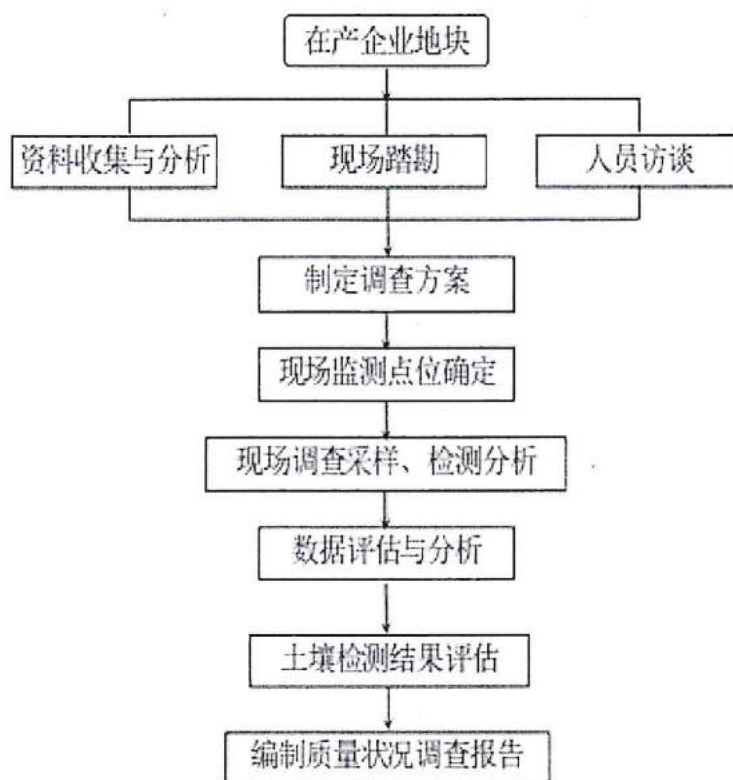 在产企业地块
资料收集与分析
现场踏勘
人员访谈
制定调查方案
现场监测点位确定
现场调查采样、检测分析
数据评估与分析
土壤检测结果评估
编制质量状况调查报告